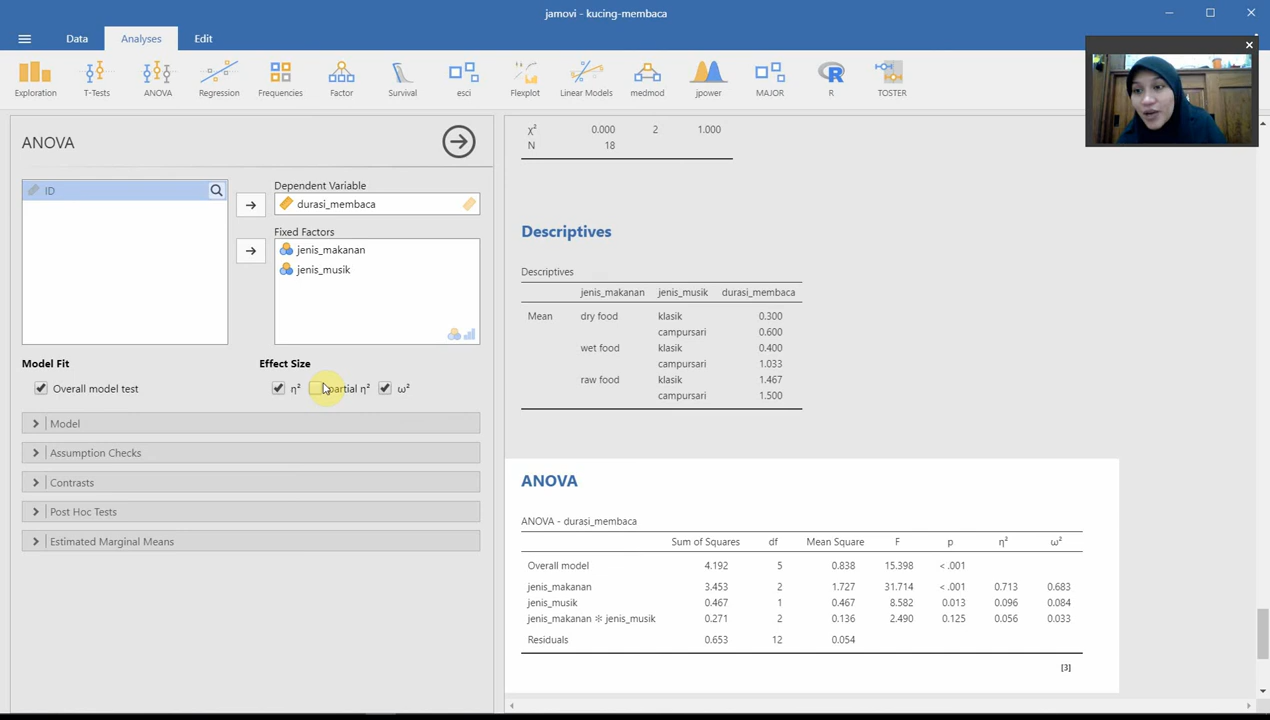 jamovi - kucing-membaca
Data Analyses Edit
Exploration T-Tests ANOVA Regression Frequencies Factor Survival esci Flexplot Linear Models medmod jpower MAJOR R TOSTER
ANOVA
ID
Dependent Variable
durasi_membaca
Fixed Factors
jenis_makanan
jenis_musik
Model Fit
Overall model test
Effect Size
η² partial η² ω²
Model
Assumption Checks
Contrasts
Post Hoc Tests
Estimated Marginal Means
χ² 0.000 2 1.000
N 18
Descriptives
Descriptives
jenis_makanan jenis_musik durasi_membaca
Mean dry food klasik 0.300
campursari 0.600
wet food klasik 0.400
campursari 1.033
raw food klasik 1.467
campursari 1.500
ANOVA
ANOVA - durasi_membaca
Sum of Squares df Mean Square F p η² ω²
Overall model 4.192 5 0.838 15.398 < .001
jenis_makanan 3.453 2 1.727 31.714 < .001 0.713 0.683
jenis_musik 0.467 1 0.467 8.582 0.013 0.096 0.084
jenis_makanan ✻ jenis_musik 0.271 2 0.136 2.490 0.125 0.056 0.033
Residuals 0.653 12 0.054
[3]